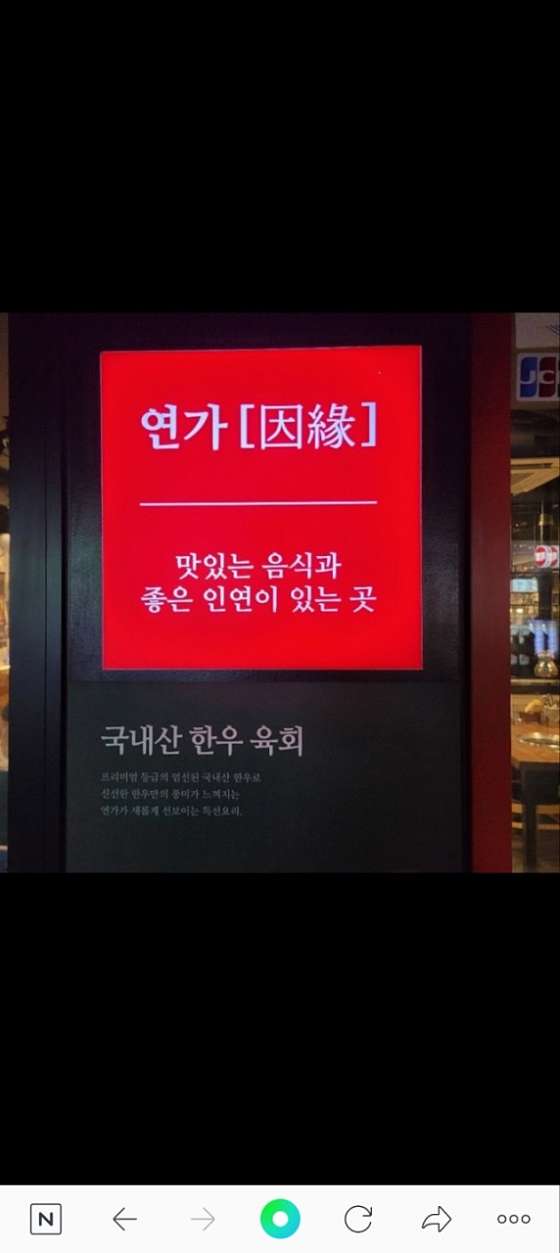 연가 [因緣]
맛있는 음식과
좋은 인연이 있는 곳
JC
국내산 한우 육회
프리미엄 등급의 엄선된 국내산 한우로
신선한 한우만의 풍미가 느껴지는
연가가 새롭게 선보이는 특선요리.
N